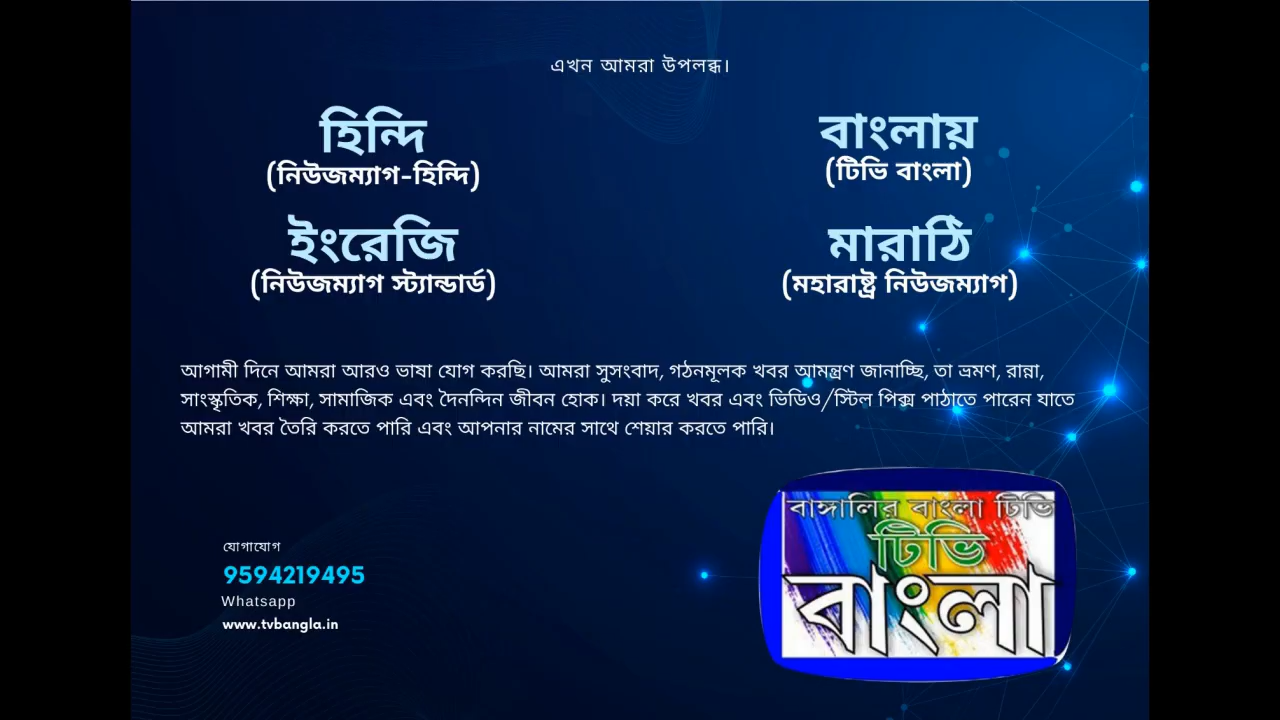 এখন আমরা উপলব্ধ।
হিন্দি
(নিউজম্যাগ-হিন্দি)
বাংলায়
(টিভি বাংলা)
ইংরেজি
(নিউজম্যাগ স্ট্যান্ডার্ড)
মারাঠি
(মহারাষ্ট্র নিউজম্যাগ)
আগামী দিনে আমরা আরও ভাষা যোগ করছি। আমরা সুসংবাদ, গঠনমূলক খবর আমন্ত্রণ জানাচ্ছি, তা ভ্রমণ, রান্না,
সাংস্কৃতিক, শিক্ষা, সামাজিক এবং দৈনন্দিন জীবন হোক। দয়া করে খবর এবং ভিডিও/স্টিল পিক্স পাঠাতে পারেন যাতে
আমরা খবর তৈরি করতে পারি এবং আপনার নামের সাথে শেয়ার করতে পারি।
যোগাযোগ
9594219495
Whatsapp
www.tvbangla.in
বাঙ্গালির বাংলা টিভি
টিভি
বাংলা